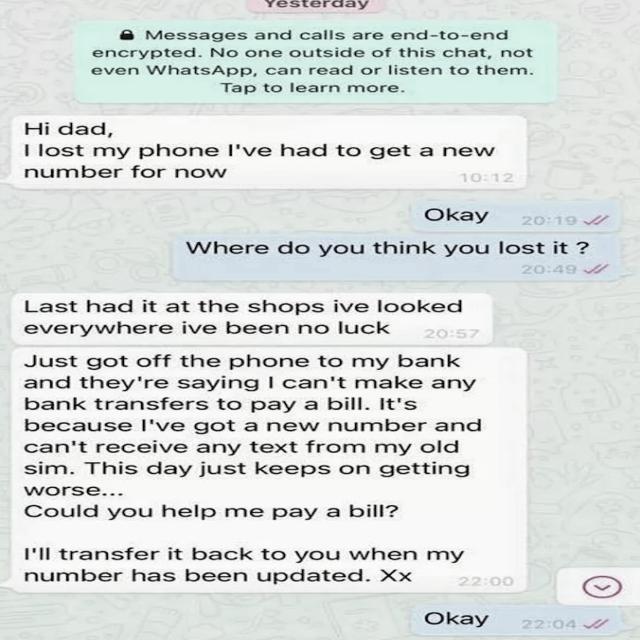 Yesterday
Messages and calls are end-to-end
encrypted. No one outside of this chat, not
even WhatsApp, can read or listen to them.
Tap to learn more.
Hi dad,
I lost my phone I've had to get a new
number for now
10:12
Okay
20:19
Where do you think you lost it ?
20:49
Last had it at the shops ive looked
everywhere ive been no luck
20:57
Just got off the phone to my bank
and they're saying I can't make any
bank transfers to pay a bill. It's
because I've got a new number and
can't receive any text from my old
sim. This day just keeps on getting
worse...
Could you help me pay a bill?
I'll transfer it back to you when my
number has been updated. Xx
22:00
Okay
22:04